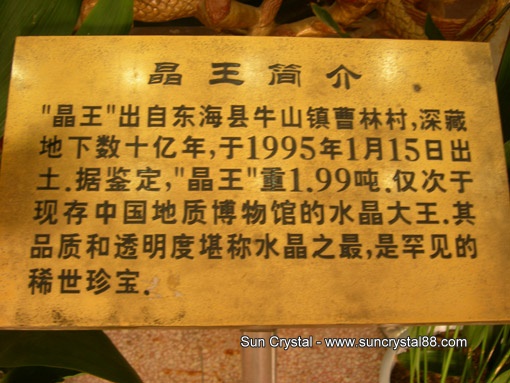 晶王简介
"晶王"出自东海县牛山镇曹林村,深藏
地下数十亿年,于1995年1月15日出
土.据鉴定,"晶王"重1.99吨.仅次于
现存中国地质博物馆的水晶大王.其
品质和透明度堪称水晶之最,是罕见的
稀世珍宝.
Sun Crystal - www.suncrystal88.com